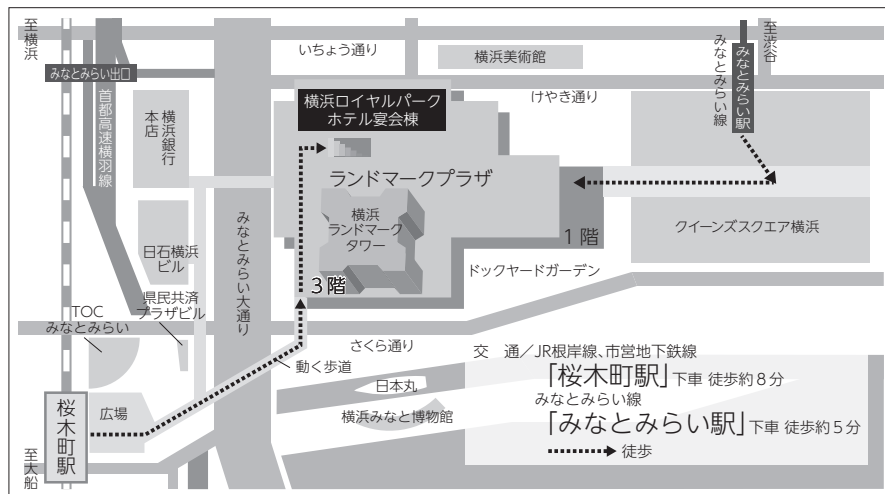 至横浜
いちょう通り
横浜美術館
至渋谷
みなとみらい線
みなとみらい駅
みなとみらい出口
けやき通り
首都高速横羽線
横浜銀行
本店
横浜ロイヤルパーク
ホテル宴会棟
ランドマークプラザ
横浜
ランドマーク
タワー
1階
クイーンズスクエア横浜
みなとみらい大通り
日石横浜
ビル
3階
ドックヤードガーデン
県民共済
プラザビル
TOC
みなとみらい
さくら通り
動く歩道
日本丸
横浜みなと博物館
広場
桜木町駅
至大船
交 通／JR根岸線、市営地下鉄線
「桜木町駅」下車 徒歩約8分
みなとみらい線
「みなとみらい駅」下車 徒歩約5分
徒歩